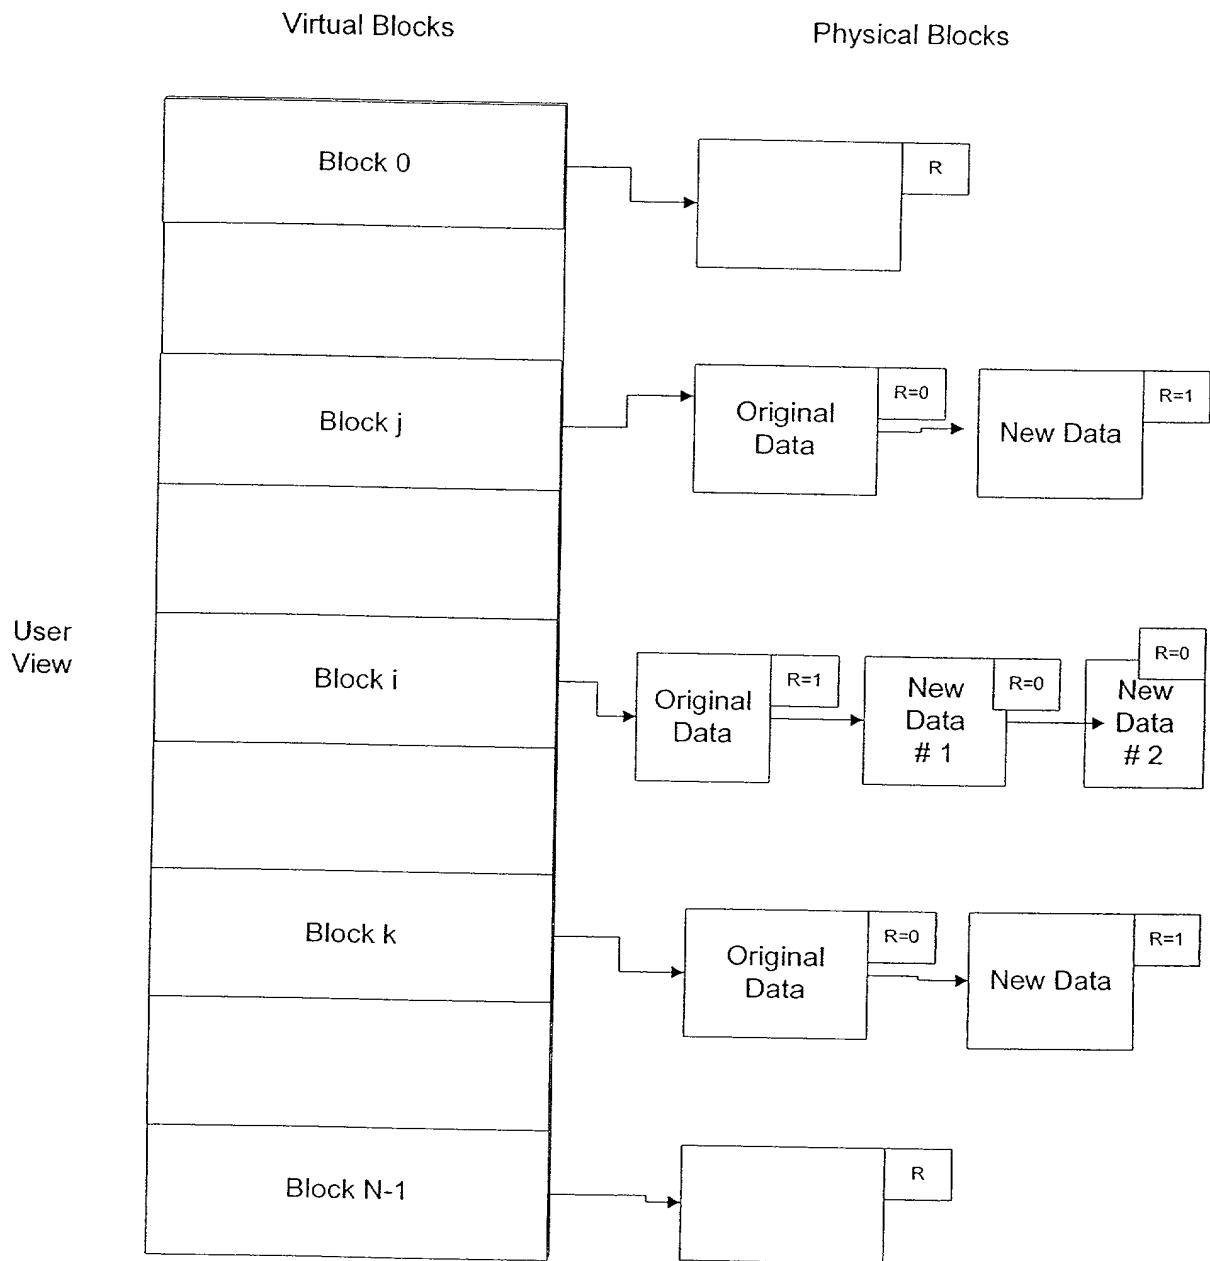 Virtual Blocks
Physical Blocks
Block 0
R
Block j
Original
Data
R=0
New Data
R=1
User
View
Block i
Original
Data
R=1
New
Data
# 1
R=0
New
Data
# 2
R=0
Block k
Original
Data
R=0
New Data
R=1
Block N-1
R